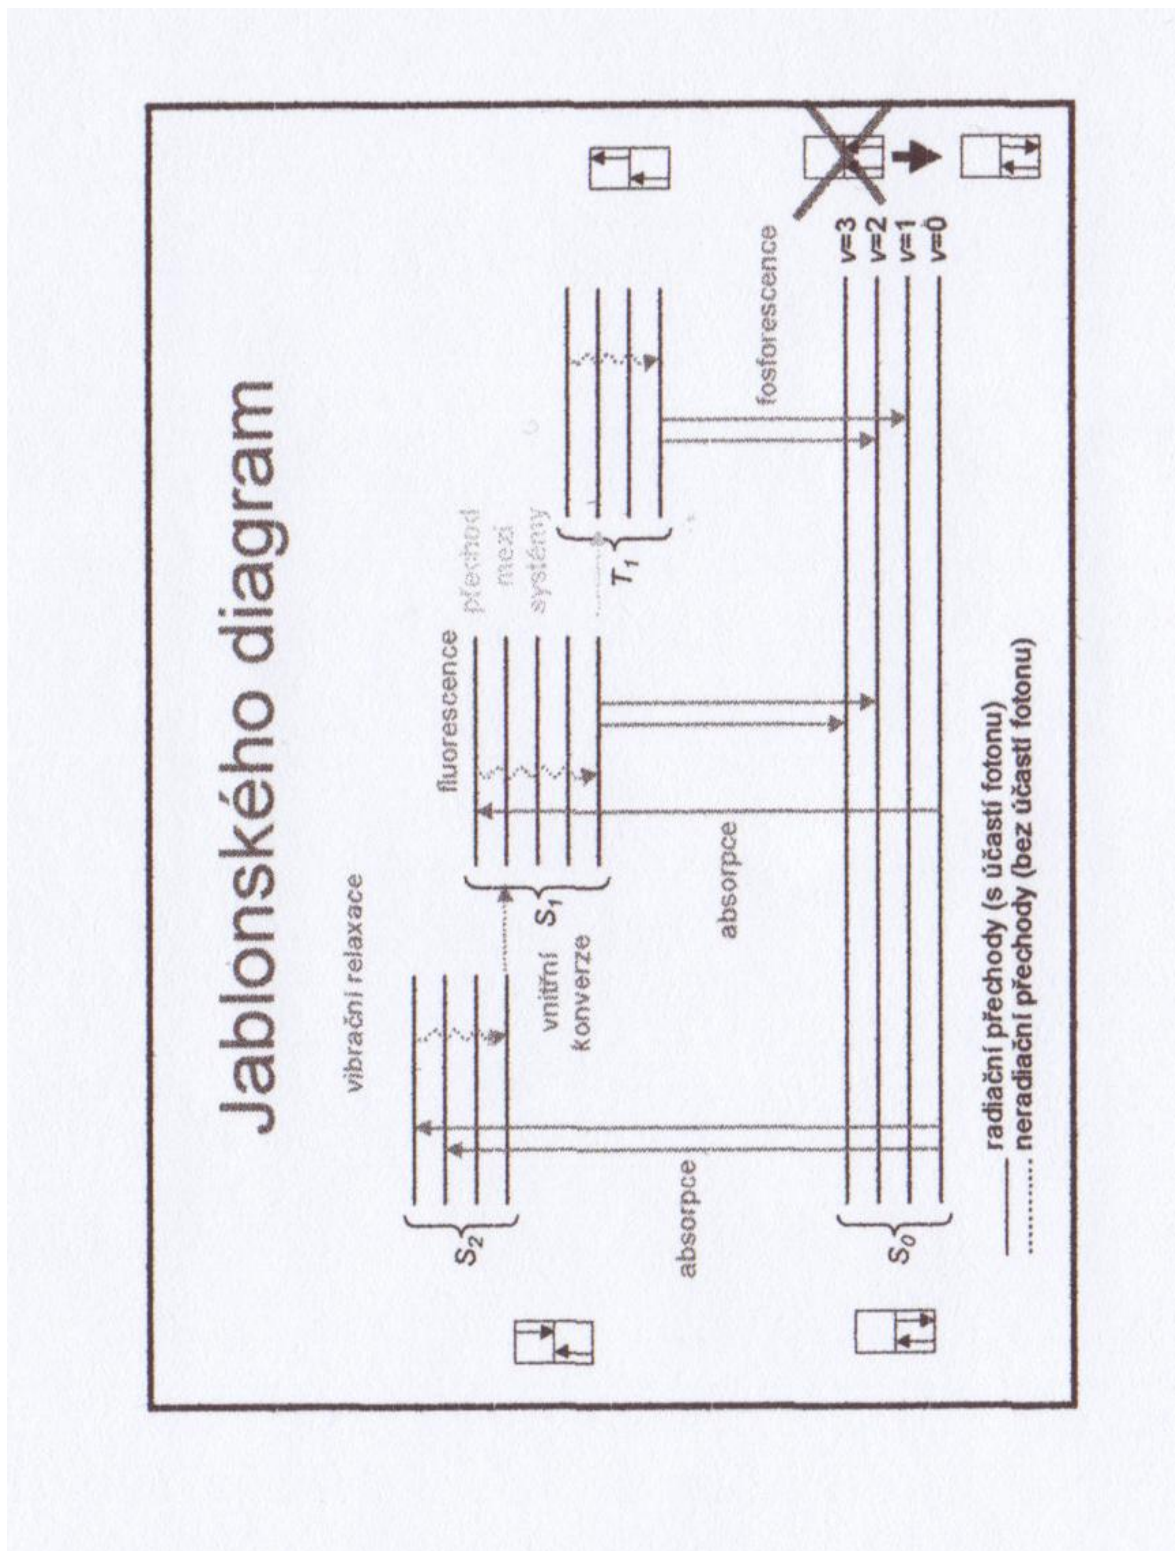 Jablonského diagram
vibrační relaxace
fluorescence
přechod
mezi
systémy
S2
S1
T1
vnitřní
konverze
fosforescence
absorpce
absorpce
v=3
v=2
v=1
v=0
S0
radiační přechody (s účastí fotonu)
neradiační přechody (bez účastí fotonu)